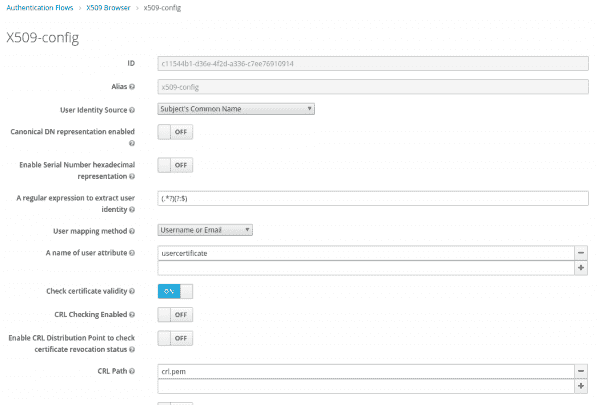 Authentication Flows > X509 Browser > x509-config
X509-config
ID
c11544b1-d36e-4f2d-a336-c7ee76910914
Alias
x509-config
User Identity Source
Subject's Common Name
Canonical DN representation enabled
OFF
Enable Serial Number hexadecimal
representation
OFF
A regular expression to extract user
identity
(.*?)(?:$)
User mapping method
Username or Email
A name of user attribute
usercertificate
Check certificate validity
ON
CRL Checking Enabled
OFF
Enable CRL Distribution Point to check
certificate revocation status
OFF
CRL Path
crl.pem